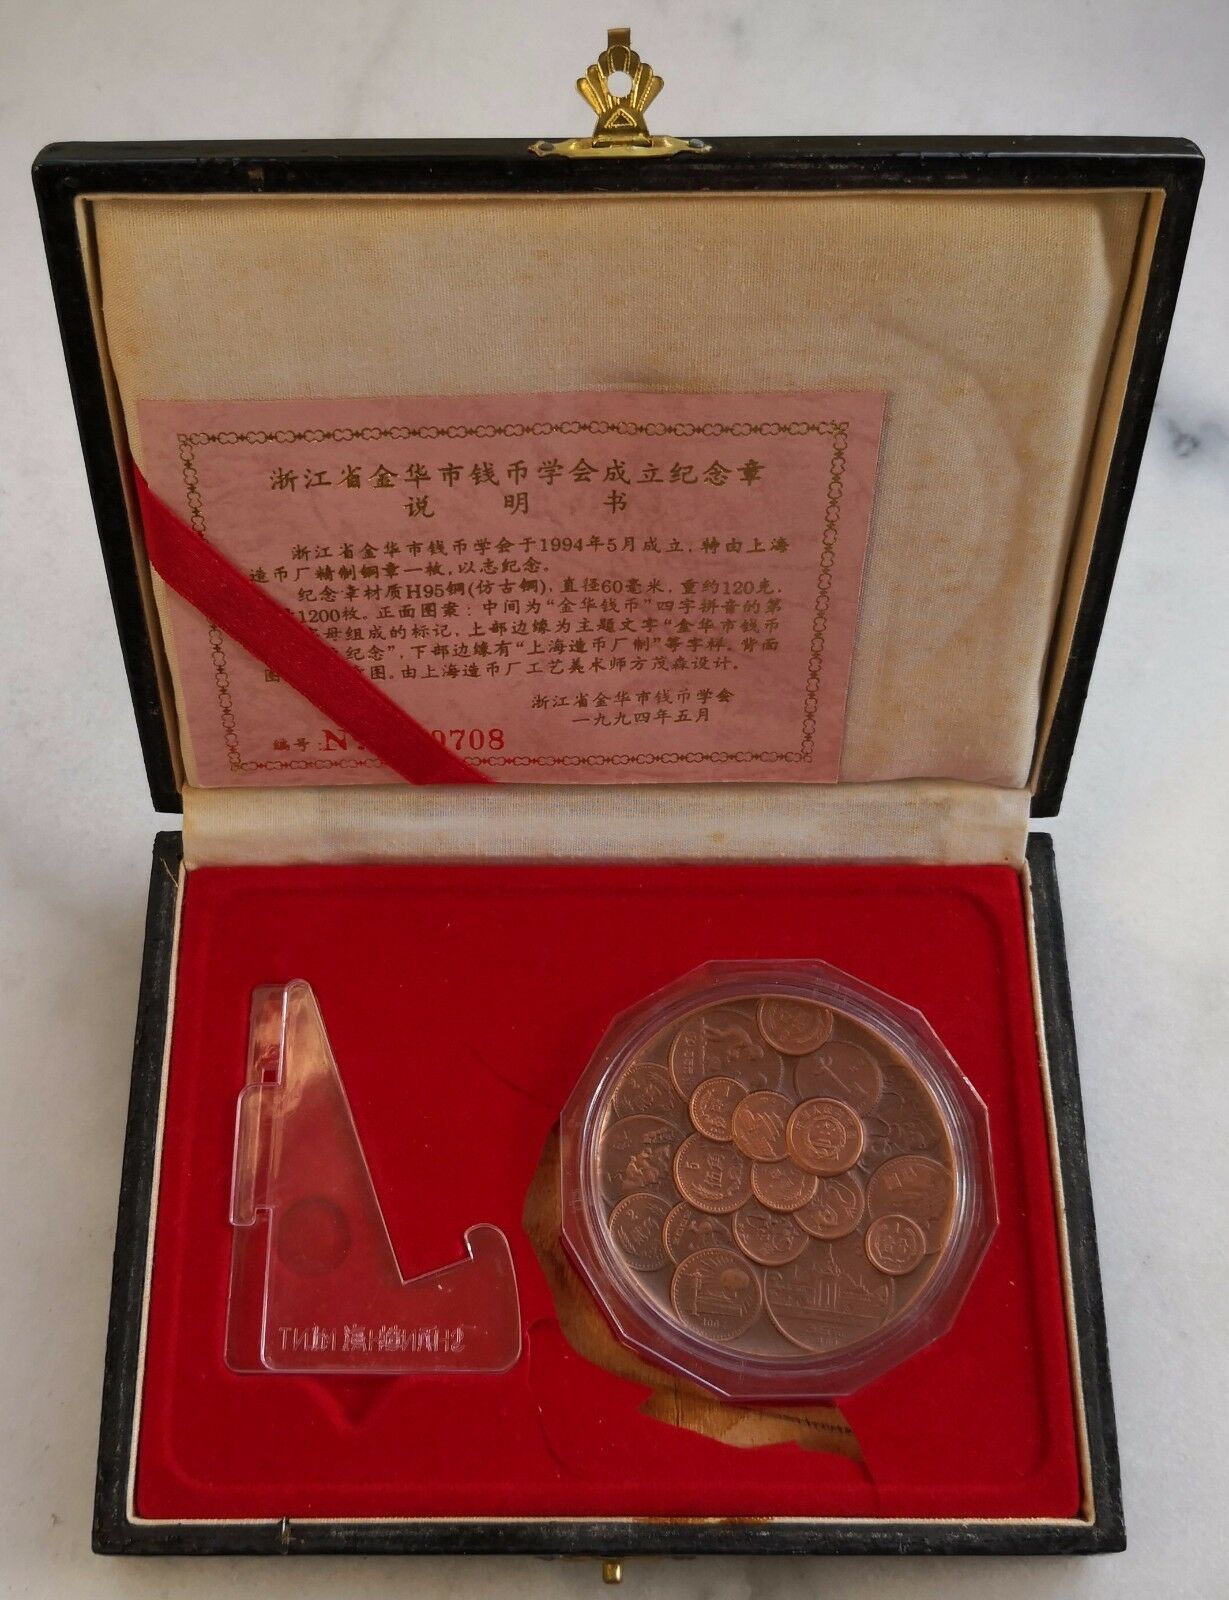 浙江省金华市钱币学会成立纪念章
说 明 书
浙江省金华市钱币学会于1994年5月成立，特由上海
造币厂精制铜章一枚，以志纪念。
纪念章材质H95铜(仿古铜)，直径60毫米，重约120克，
1200枚。正面图案：中间为“金华钱币”四字拼音的第
字母组成的标记，上部边缘为主题文字“金华市钱币
纪念”，下部边缘有“上海造币厂制”等字样。背面
图 图。由上海造币厂工艺美术师方茂森设计。
浙江省金华市钱币学会
一九九四年五月
编号:N 0708
5 伍角